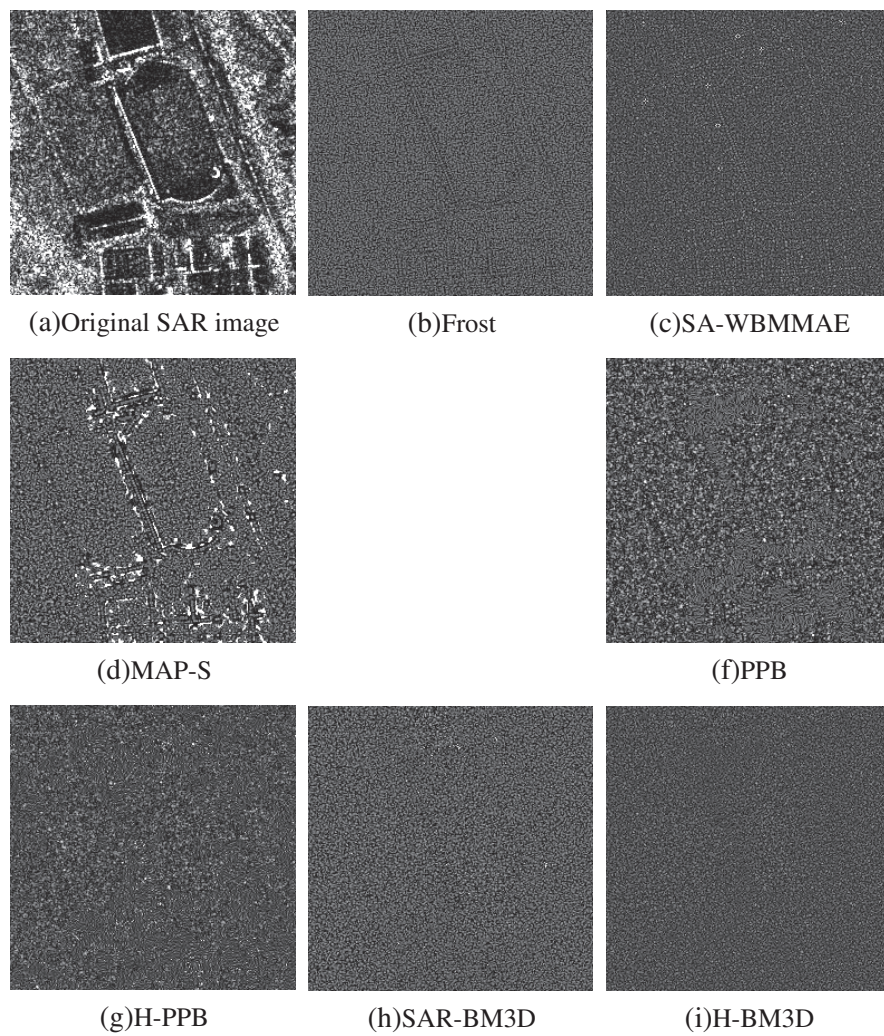 (a)Original SAR image
(b)Frost
(c)SA-WBMMAE
(d)MAP-S
(f)PPB
(g)H-PPB
(h)SAR-BM3D
(i)H-BM3D